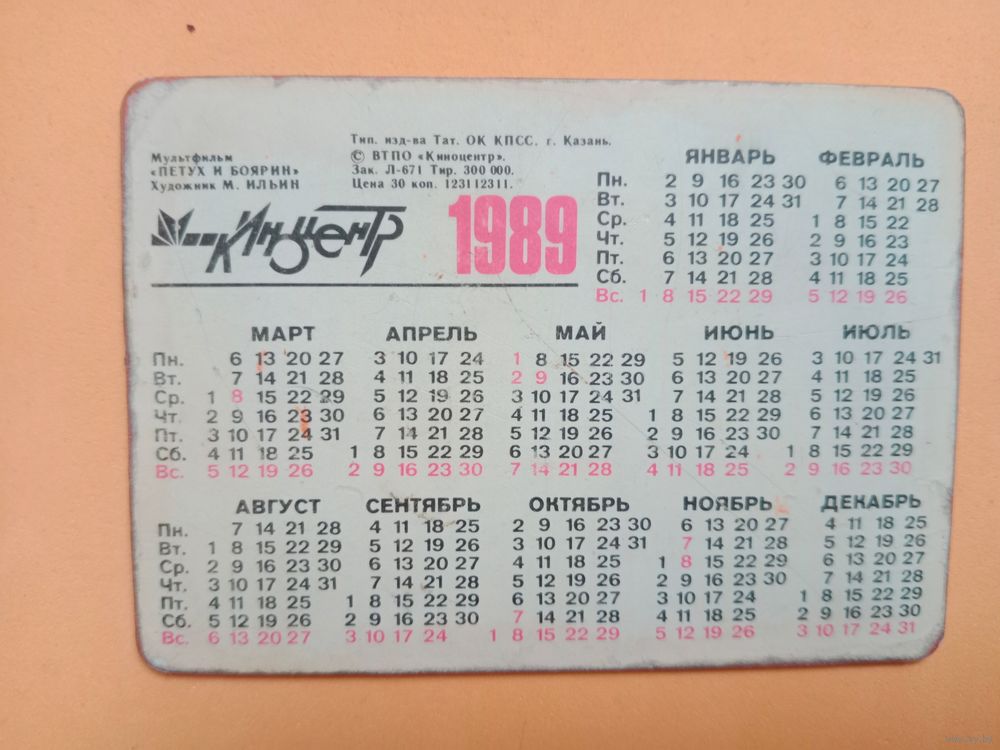 Мультфильм
«ПЕТУХ И БОЯРИН»
Художник М. ИЛЬИН
Тип. изд-ва Тат. ОК КПСС. г. Казань.
© ВТПО «Киноцентр».
Зак. Л-671 Тир. 300 000.
Цена 30 коп. 123112311.
Киноцентр
1989
ЯНВАРЬ ФЕВРАЛЬ
Пн. 2 9 16 23 30 6 13 20 27
Вт. 3 10 17 24 31 7 14 21 28
Ср. 4 11 18 25 1 8 15 22
Чт. 5 12 19 26 2 9 16 23
Пт. 6 13 20 27 3 10 17 24
Сб. 7 14 21 28 4 11 18 25
Вс. 1 8 15 22 29 5 12 19 26
МАРТ АПРЕЛЬ МАЙ ИЮНЬ ИЮЛЬ
Пн. 6 13 20 27 3 10 17 24 1 8 15 22 29 5 12 19 26 3 10 17 24 31
Вт. 7 14 21 28 4 11 18 25 2 9 16 23 30 6 13 20 27 4 11 18 25
Ср. 1 8 15 22 29 5 12 19 26 3 10 17 24 31 7 14 21 28 5 12 19 26
Чт. 2 9 16 23 30 6 13 20 27 4 11 18 25 1 8 15 22 29 6 13 20 27
Пт. 3 10 17 24 31 7 14 21 28 5 12 19 26 2 9 16 23 30 7 14 21 28
Сб. 4 11 18 25 1 8 15 22 29 6 13 20 27 3 10 17 24 1 8 15 22 29
Вс. 5 12 19 26 2 9 16 23 30 7 14 21 28 4 11 18 25 2 9 16 23 30
АВГУСТ СЕНТЯБРЬ ОКТЯБРЬ НОЯБРЬ ДЕКАБРЬ
Пн. 7 14 21 28 4 11 18 25 2 9 16 23 30 6 13 20 27 4 11 18 25
Вт. 1 8 15 22 29 5 12 19 26 3 10 17 24 31 7 14 21 28 5 12 19 26
Ср. 2 9 16 23 30 6 13 20 27 4 11 18 25 1 8 15 22 29 6 13 20 27
Чт. 3 10 17 24 31 7 14 21 28 5 12 19 26 2 9 16 23 30 7 14 21 28
Пт. 4 11 18 25 1 8 15 22 29 6 13 20 27 3 10 17 24 1 8 15 22 29
Сб. 5 12 19 26 2 9 16 23 30 7 14 21 28 4 11 18 25 2 9 16 23 30
Вс. 6 13 20 27 3 10 17 24 1 8 15 22 29 5 12 19 26 3 10 17 24 31